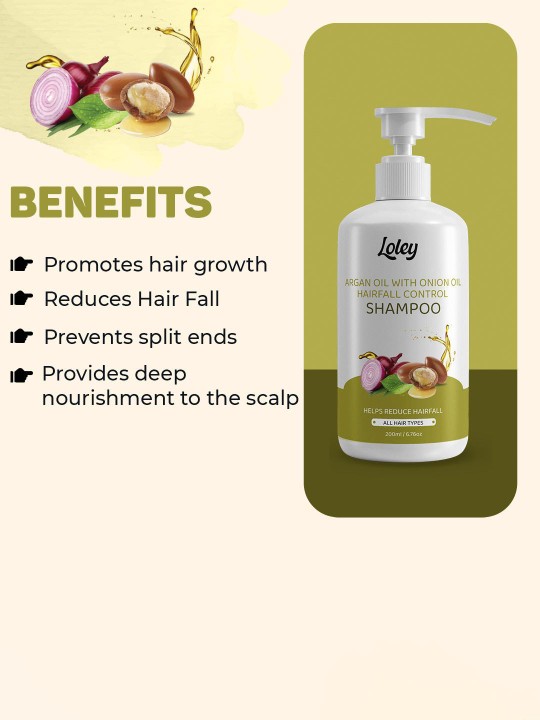 BENEFITS
Promotes hair growth
Reduces Hair Fall
Prevents split ends
Provides deep
nourishment to the scalp
Loley
ARGAN OIL WITH ONION OIL
HAIRFALL CONTROL
SHAMPOO
HELPS REDUCE HAIRFALL
ALL HAIR TYPES
200ml / 6.76oz